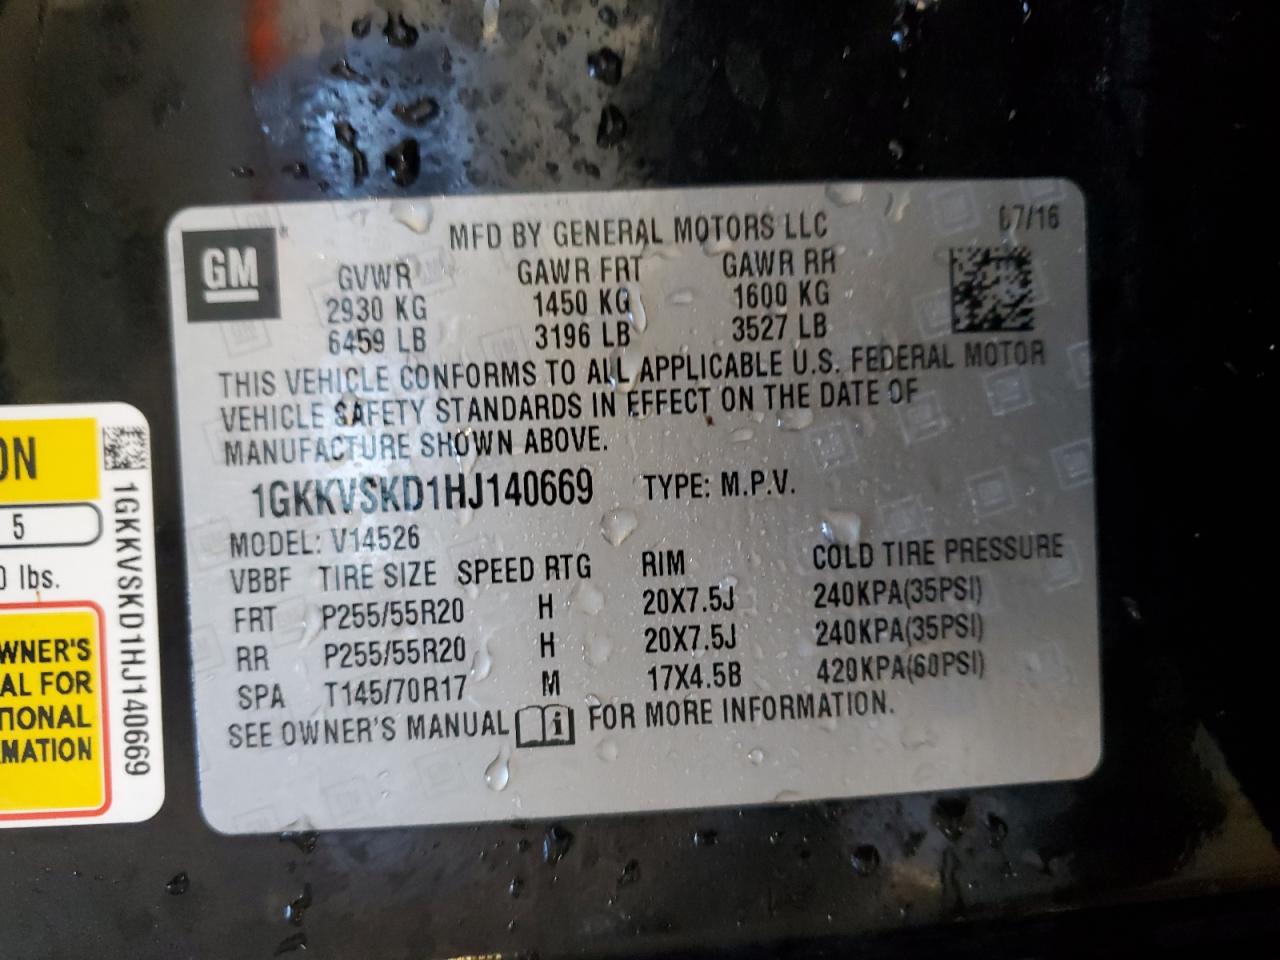 GM
MFD BY GENERAL MOTORS LLC
07/16
GVWR GAWR FRT GAWR RR
2930 KG 1450 KG 1600 KG
6459 LB 3196 LB 3527 LB
THIS VEHICLE CONFORMS TO ALL APPLICABLE U.S. FEDERAL MOTOR
VEHICLE SAFETY STANDARDS IN EFFECT ON THE DATE OF
MANUFACTURE SHOWN ABOVE.
1GKKVSKD1HJ140669 TYPE: M.P.V.
MODEL: V14526
VBBF TIRE SIZE SPEED RTG RIM COLD TIRE PRESSURE
FRT P255/55R20 H 20X7.5J 240KPA(35PSI)
RR P255/55R20 H 20X7.5J 240KPA(35PSI)
SPA T145/70R17 M 17X4.5B 420KPA(60PSI)
SEE OWNER'S MANUAL i FOR MORE INFORMATION.
ON
5
0 lbs.
WNER'S
AL FOR
TIONAL
RMATION
1GKKVSKD1HJ140669